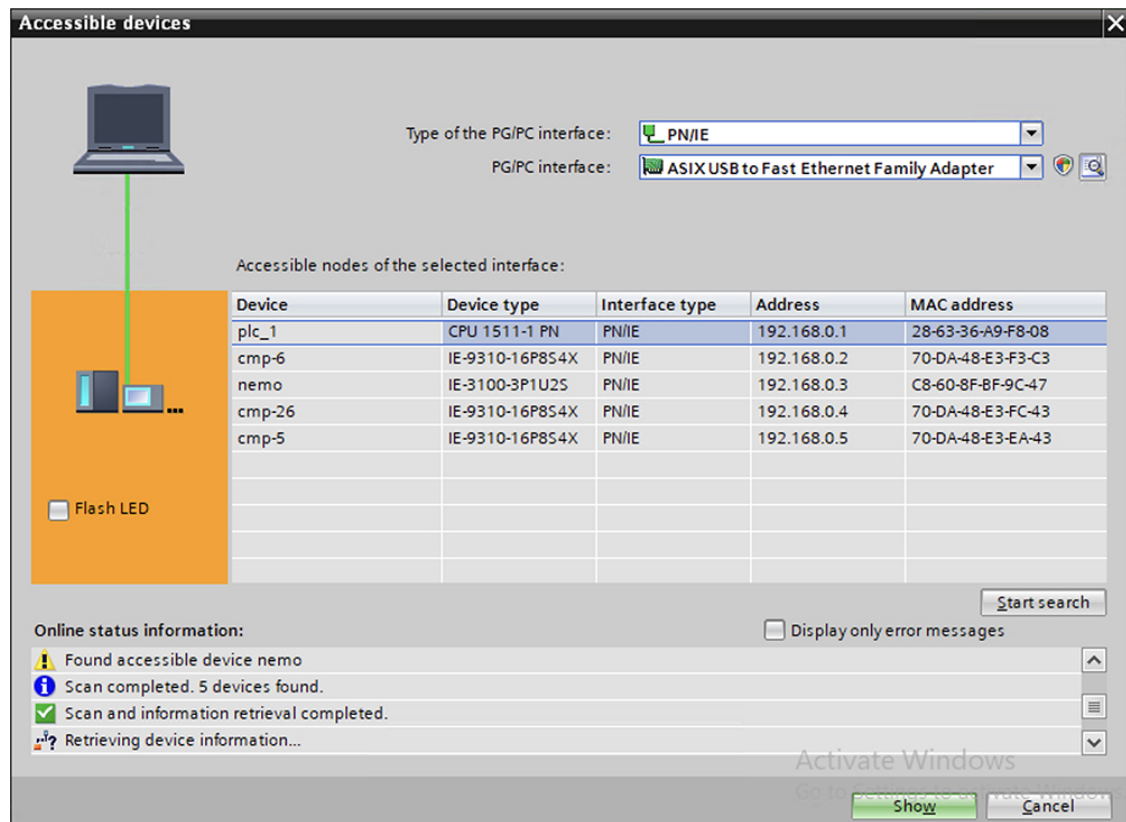 Accessible devices
Type of the PG/PC interface: PN/IE
PG/PC interface: ASIX USB to Fast Ethernet Family Adapter
Accessible nodes of the selected interface:
Device Device type Interface type Address MAC address
plc_1 CPU 1511-1 PN PN/IE 192.168.0.1 28-63-36-A9-F8-08
cmp-6 IE-9310-16P8S4X PN/IE 192.168.0.2 70-DA-48-E3-F3-C3
nemo IE-3100-3P1U2S PN/IE 192.168.0.3 C8-60-8F-BF-9C-47
cmp-26 IE-9310-16P8S4X PN/IE 192.168.0.4 70-DA-48-E3-FC-43
cmp-5 IE-9310-16P8S4X PN/IE 192.168.0.5 70-DA-48-E3-EA-43
Flash LED
Start search
Online status information: Display only error messages
Found accessible device nemo
Scan completed. 5 devices found.
Scan and information retrieval completed.
Retrieving device information...
Activate Windows
Go to Settings to activate Windows.
Show Cancel